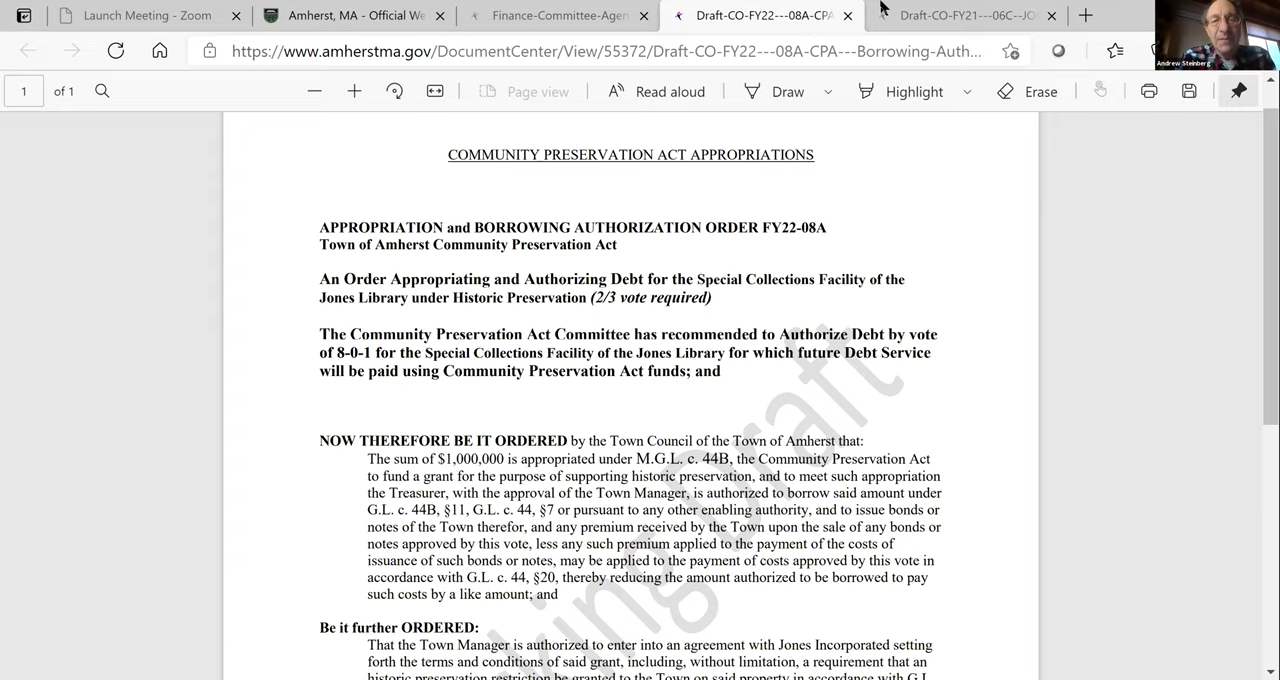 Launch Meeting - Zoom
Amherst, MA - Official We
Finance-Committee-Agen
Draft-CO-FY22---08A-CPA
Draft-CO-FY21---06C--JO
https://www.amherstma.gov/DocumentCenter/View/55372/Draft-CO-FY22---08A-CPA---Borrowing-Auth...
Andrew Steinberg
1 of 1
Page view
Read aloud
Draw
Highlight
Erase
COMMUNITY PRESERVATION ACT APPROPRIATIONS
APPROPRIATION and BORROWING AUTHORIZATION ORDER FY22-08A
Town of Amherst Community Preservation Act
An Order Appropriating and Authorizing Debt for the Special Collections Facility of the
Jones Library under Historic Preservation (2/3 vote required)
The Community Preservation Act Committee has recommended to Authorize Debt by vote
of 8-0-1 for the Special Collections Facility of the Jones Library for which future Debt Service
will be paid using Community Preservation Act funds; and
NOW THEREFORE BE IT ORDERED by the Town Council of the Town of Amherst that:
The sum of $1,000,000 is appropriated under M.G.L. c. 44B, the Community Preservation Act
to fund a grant for the purpose of supporting historic preservation, and to meet such appropriation
the Treasurer, with the approval of the Town Manager, is authorized to borrow said amount under
G.L. c. 44B, §11, G.L. c. 44, §7 or pursuant to any other enabling authority, and to issue bonds or
notes of the Town therefor, and any premium received by the Town upon the sale of any bonds or
notes approved by this vote, less any such premium applied to the payment of the costs of
issuance of such bonds or notes, may be applied to the payment of costs approved by this vote in
accordance with G.L. c. 44, §20, thereby reducing the amount authorized to be borrowed to pay
such costs by a like amount; and
Be it further ORDERED:
That the Town Manager is authorized to enter into an agreement with Jones Incorporated setting
forth the terms and conditions of said grant, including, without limitation, a requirement that an
historic preservation restriction be granted to the Town on said property in accordance with G.L.
king Draft